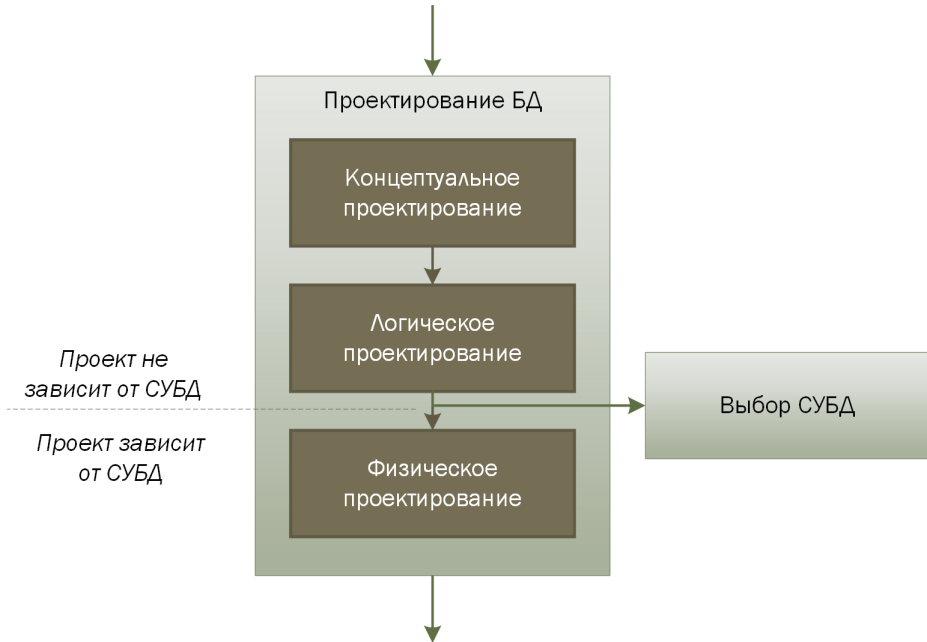 Проектирование БД
Концептуальное
проектирование
Логическое
проектирование
Проект не
зависит от СУБД
Выбор СУБД
Проект зависит
от СУБД
Физическое
проектирование